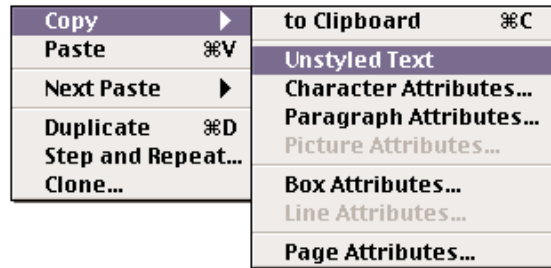 Copy
Paste ⌘V
Next Paste
Duplicate ⌘D
Step and Repeat...
Clone...
to Clipboard ⌘C
Unstyled Text
Character Attributes...
Paragraph Attributes...
Picture Attributes...
Box Attributes...
Line Attributes...
Page Attributes...